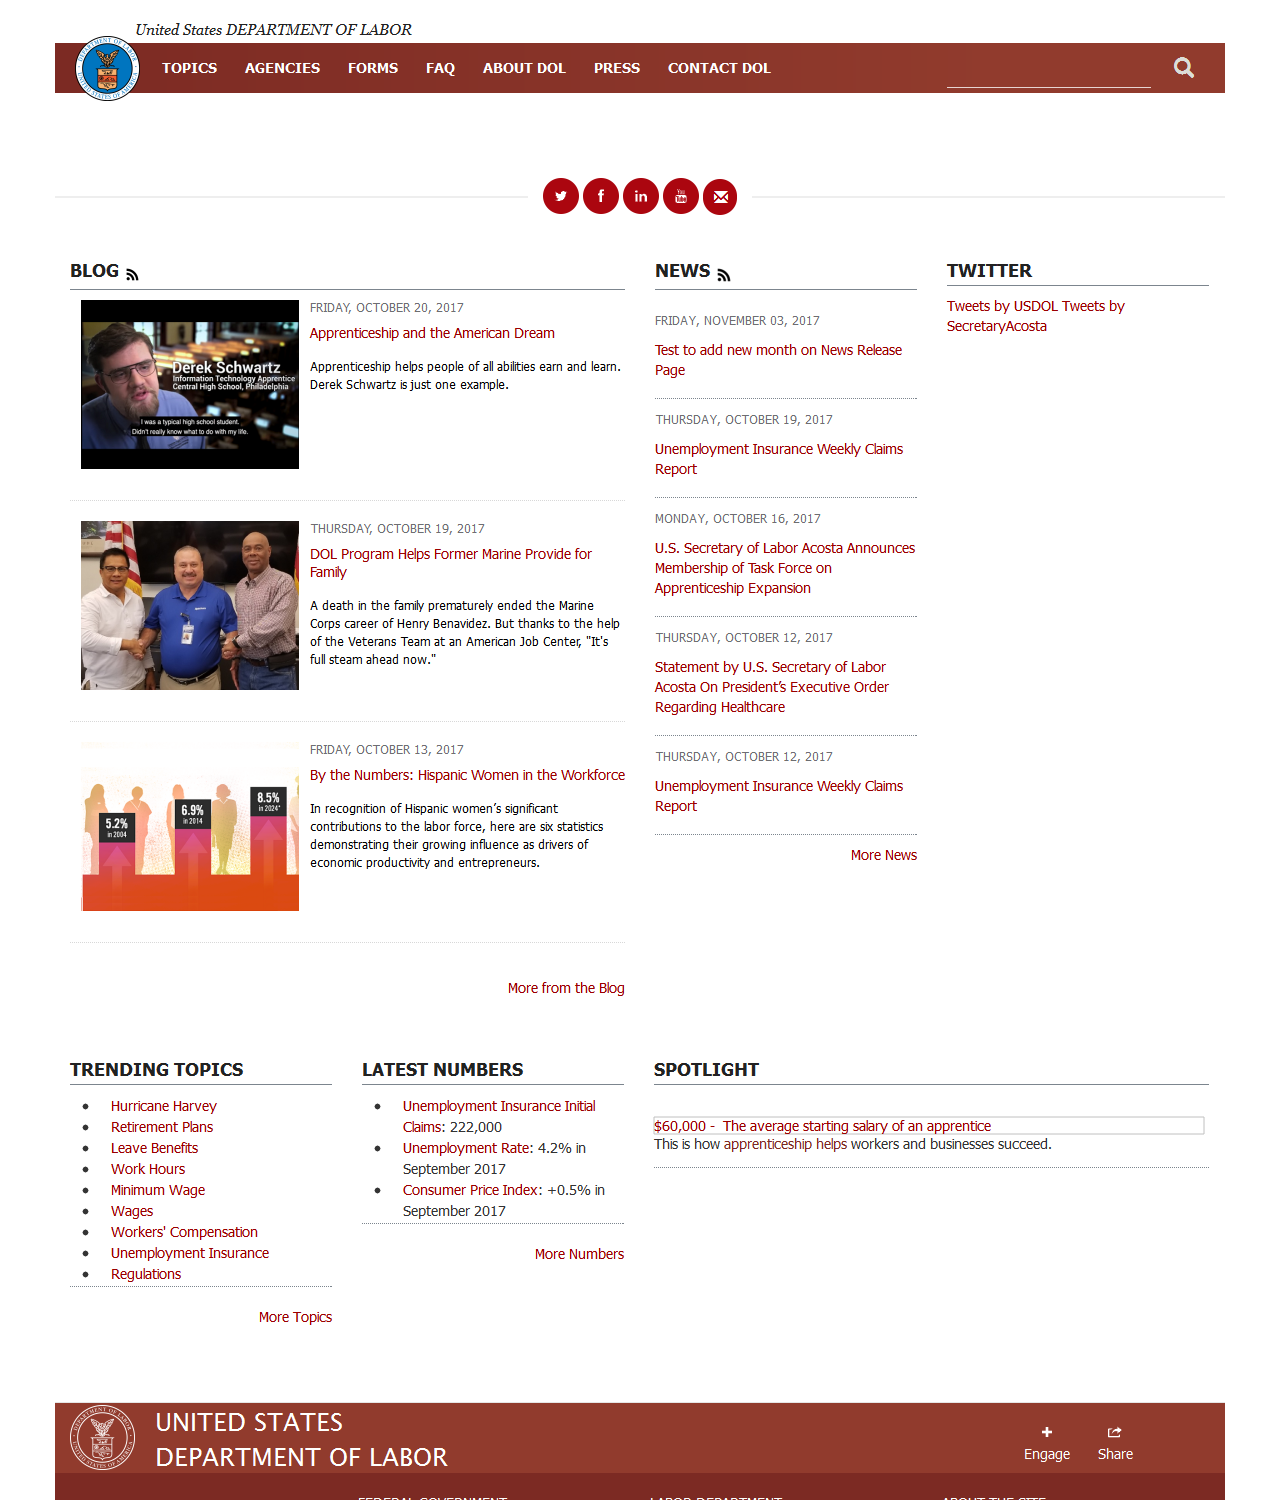 United States DEPARTMENT OF LABOR
TOPICS AGENCIES FORMS FAQ ABOUT DOL PRESS CONTACT DOL
BLOG
FRIDAY, OCTOBER 20, 2017
Apprenticeship and the American Dream
Apprenticeship helps people of all abilities earn and learn.
Derek Schwartz is just one example.
Derek Schwartz
Information Technology Apprentice
Central High School, Philadelphia
I was a typical high school student.
Didn't really know what to do with my life.
THURSDAY, OCTOBER 19, 2017
DOL Program Helps Former Marine Provide for
Family
A death in the family prematurely ended the Marine
Corps career of Henry Benavidez. But thanks to the help
of the Veterans Team at an American Job Center, "It's
full steam ahead now."
FRIDAY, OCTOBER 13, 2017
By the Numbers: Hispanic Women in the Workforce
In recognition of Hispanic women’s significant
contributions to the labor force, here are six statistics
demonstrating their growing influence as drivers of
economic productivity and entrepreneurs.
5.2%
in 2004
6.9%
in 2014
8.5%
in 2024*
More from the Blog
NEWS
FRIDAY, NOVEMBER 03, 2017
Test to add new month on News Release
Page
THURSDAY, OCTOBER 19, 2017
Unemployment Insurance Weekly Claims
Report
MONDAY, OCTOBER 16, 2017
U.S. Secretary of Labor Acosta Announces
Membership of Task Force on
Apprenticeship Expansion
THURSDAY, OCTOBER 12, 2017
Statement by U.S. Secretary of Labor
Acosta On President’s Executive Order
Regarding Healthcare
THURSDAY, OCTOBER 12, 2017
Unemployment Insurance Weekly Claims
Report
More News
TWITTER
Tweets by USDOL Tweets by
SecretaryAcosta
TRENDING TOPICS
Hurricane Harvey
Retirement Plans
Leave Benefits
Work Hours
Minimum Wage
Wages
Workers' Compensation
Unemployment Insurance
Regulations
More Topics
LATEST NUMBERS
Unemployment Insurance Initial
Claims: 222,000
Unemployment Rate: 4.2% in
September 2017
Consumer Price Index: +0.5% in
September 2017
More Numbers
SPOTLIGHT
$60,000 - The average starting salary of an apprentice
This is how apprenticeship helps workers and businesses succeed.
UNITED STATES
DEPARTMENT OF LABOR
Engage Share
FEDERAL GOVERNMENT LABOR DEPARTMENT ABOUT THE SITE